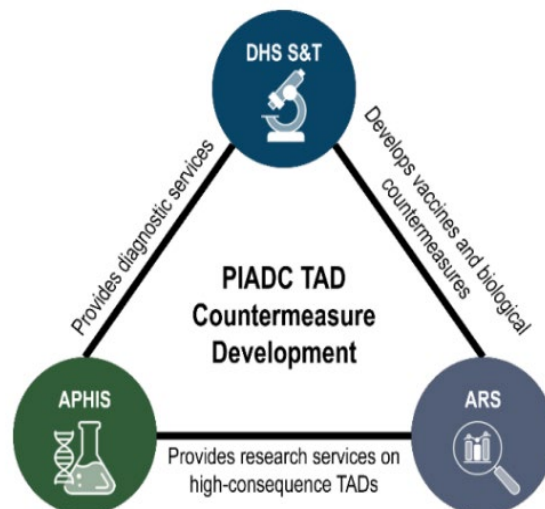 DHS S&T
Provides diagnostic services
Develops vaccines and biological
countermeasures
PIADC TAD
Countermeasure
Development
APHIS
ARS
Provides research services on
high-consequence TADs